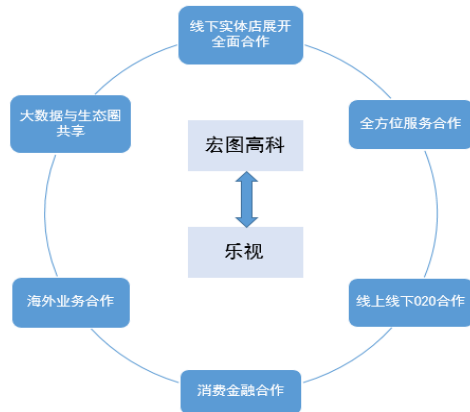 线下实体店展开
全面合作
大数据与生态圈
共享
全方位服务合作
宏图高科
乐视
海外业务合作
线上线下020合作
消费金融合作